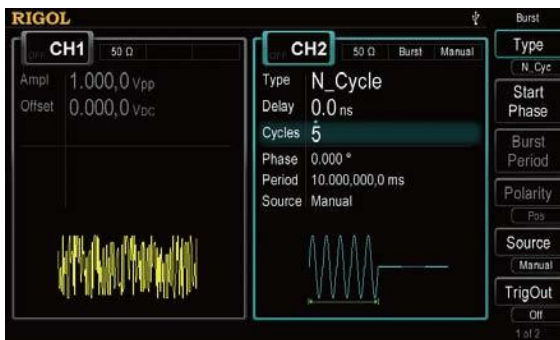 RIGOL
Burst
OFF CH1 50 Ω
Ampl 1.000,0 Vpp
Offset 0.000,0 VDC
OFF CH2 50 Ω Burst Manual
Type N_Cycle
Delay 0.0 ns
Cycles 5
Phase 0.000 °
Period 10.000,000,0 ms
Source Manual
Type
N_Cyc
Start
Phase
Burst
Period
Polarity
Pos
Source
Manual
TrigOut
Off
1 of 2